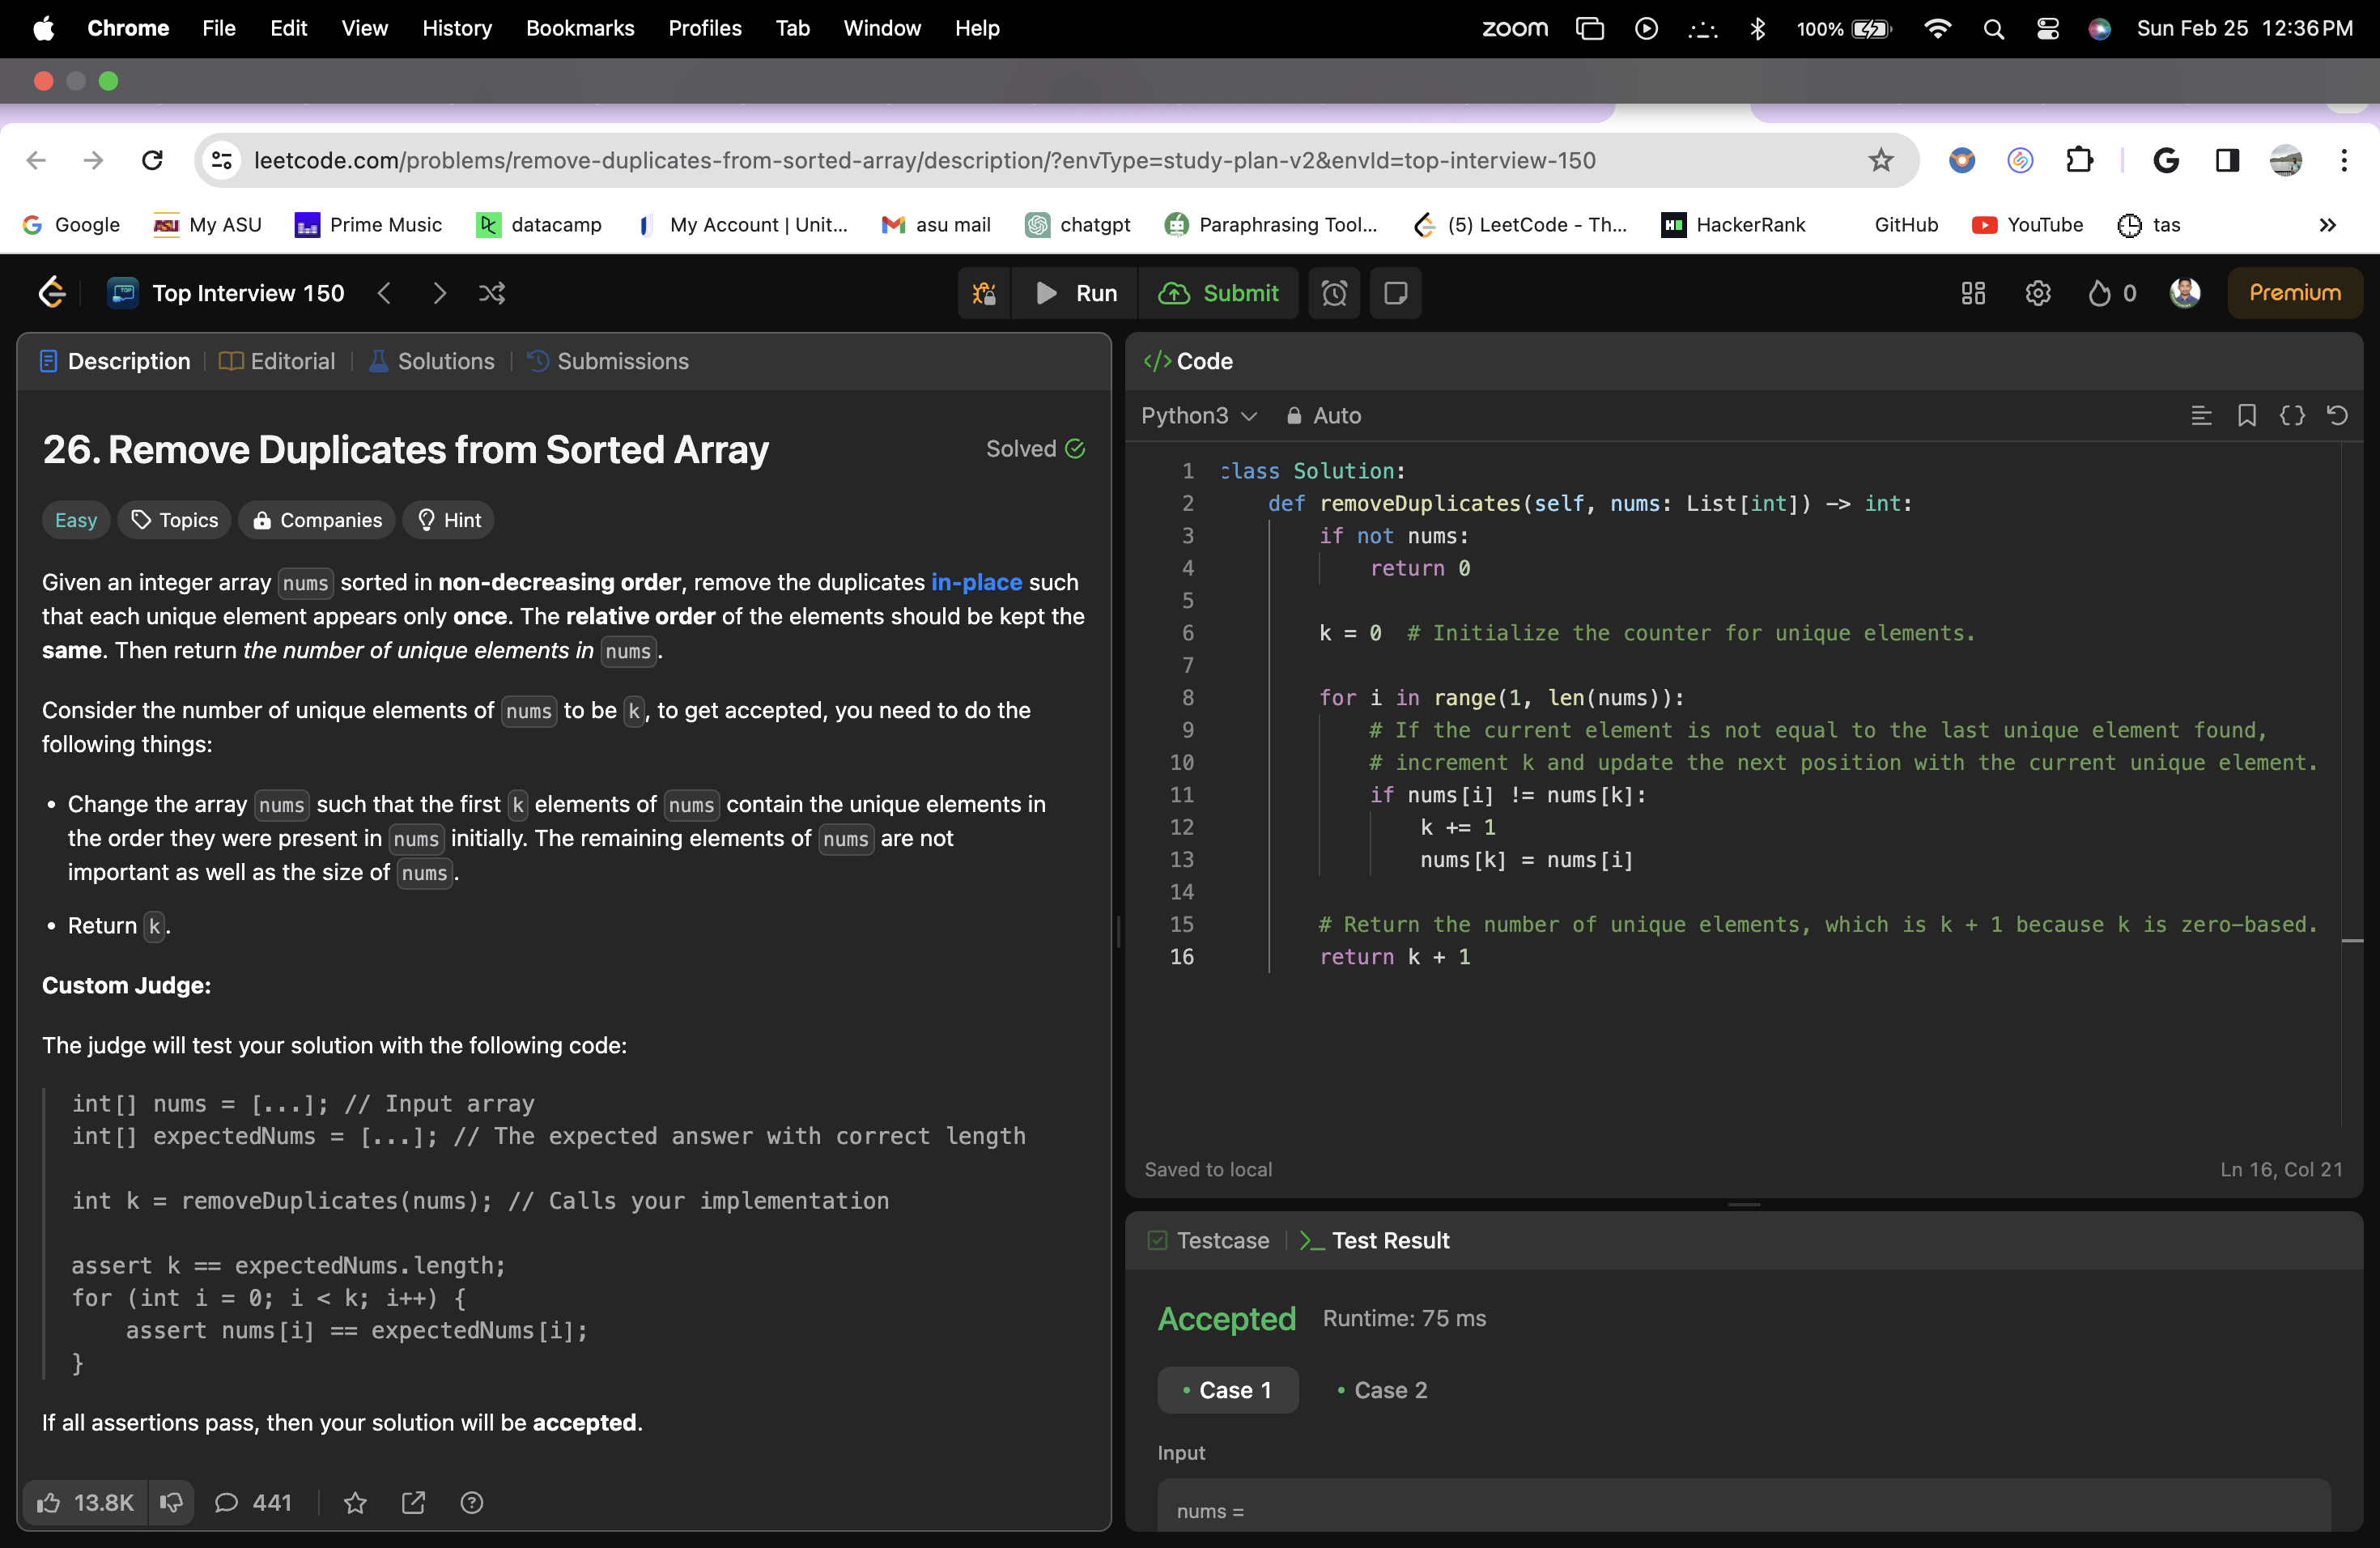 Chrome File Edit View History Bookmarks Profiles Tab Window Help zoom 100% Sun Feb 25 12:36 PM
leetcode.com/problems/remove-duplicates-from-sorted-array/description/?envType=study-plan-v2&envId=top-interview-150
Google My ASU Prime Music datacamp My Account | Unit... asu mail chatgpt Paraphrasing Tool... (5) LeetCode - Th... HackerRank GitHub YouTube tas »
Top Interview 150 Run Submit 0 Premium
Description Editorial Solutions Submissions
26. Remove Duplicates from Sorted Array
Solved
Easy Topics Companies Hint
Given an integer array nums sorted in non-decreasing order, remove the duplicates in-place such
that each unique element appears only once. The relative order of the elements should be kept the
same. Then return the number of unique elements in nums.
Consider the number of unique elements of nums to be k, to get accepted, you need to do the
following things:
• Change the array nums such that the first k elements of nums contain the unique elements in
the order they were present in nums initially. The remaining elements of nums are not
important as well as the size of nums.
• Return k.
Custom Judge:
The judge will test your solution with the following code:
int[] nums = [...]; // Input array
int[] expectedNums = [...]; // The expected answer with correct length
int k = removeDuplicates(nums); // Calls your implementation
assert k == expectedNums.length;
for (int i = 0; i < k; i++) {
    assert nums[i] == expectedNums[i];
}
If all assertions pass, then your solution will be accepted.
13.8K 441
</> Code
Python3 Auto
1 class Solution:
2     def removeDuplicates(self, nums: List[int]) -> int:
3         if not nums:
4             return 0
5
6         k = 0  # Initialize the counter for unique elements.
7
8         for i in range(1, len(nums)):
9             # If the current element is not equal to the last unique element found,
10             # increment k and update the next position with the current unique element.
11             if nums[i] != nums[k]:
12                 k += 1
13                 nums[k] = nums[i]
14
15         # Return the number of unique elements, which is k + 1 because k is zero-based.
16         return k + 1
Saved to local Ln 16, Col 21
Testcase >_ Test Result
Accepted Runtime: 75 ms
• Case 1 • Case 2
Input
nums =